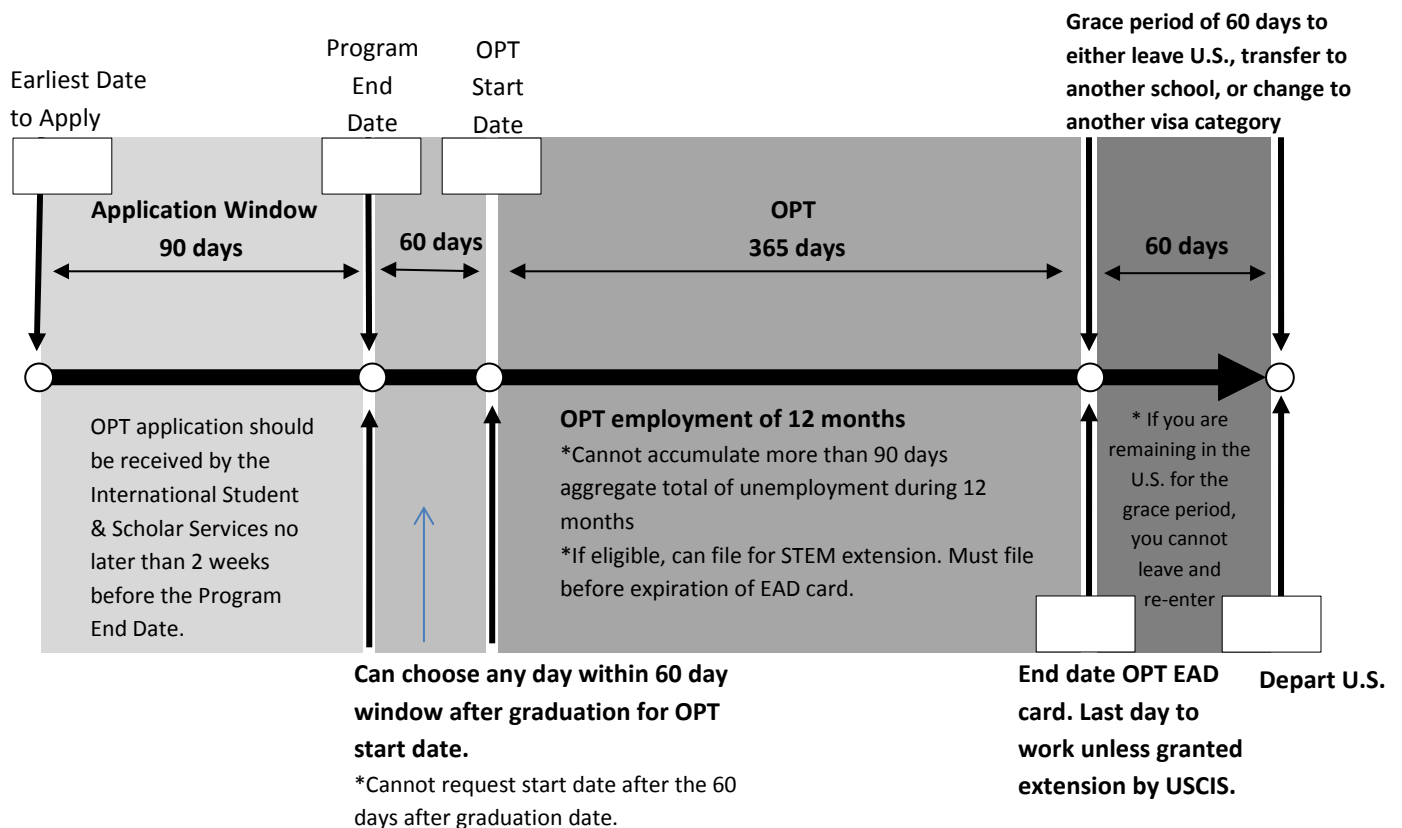 Earliest Date
to Apply
Program
End
Date
OPT
Start
Date
Grace period of 60 days to
either leave U.S., transfer to
another school, or change to
another visa category
Application Window
90 days
60 days
OPT
365 days
60 days
OPT application should
be received by the
International Student
& Scholar Services no
later than 2 weeks
before the Program
End Date.
OPT employment of 12 months
*Cannot accumulate more than 90 days
aggregate total of unemployment during 12
months
*If eligible, can file for STEM extension. Must file
before expiration of EAD card.
* If you are
remaining in the
U.S. for the
grace period,
you cannot
leave and
re-enter
Can choose any day within 60 day
window after graduation for OPT
start date.
*Cannot request start date after the 60
days after graduation date.
End date OPT EAD
card. Last day to
work unless granted
extension by USCIS.
Depart U.S.